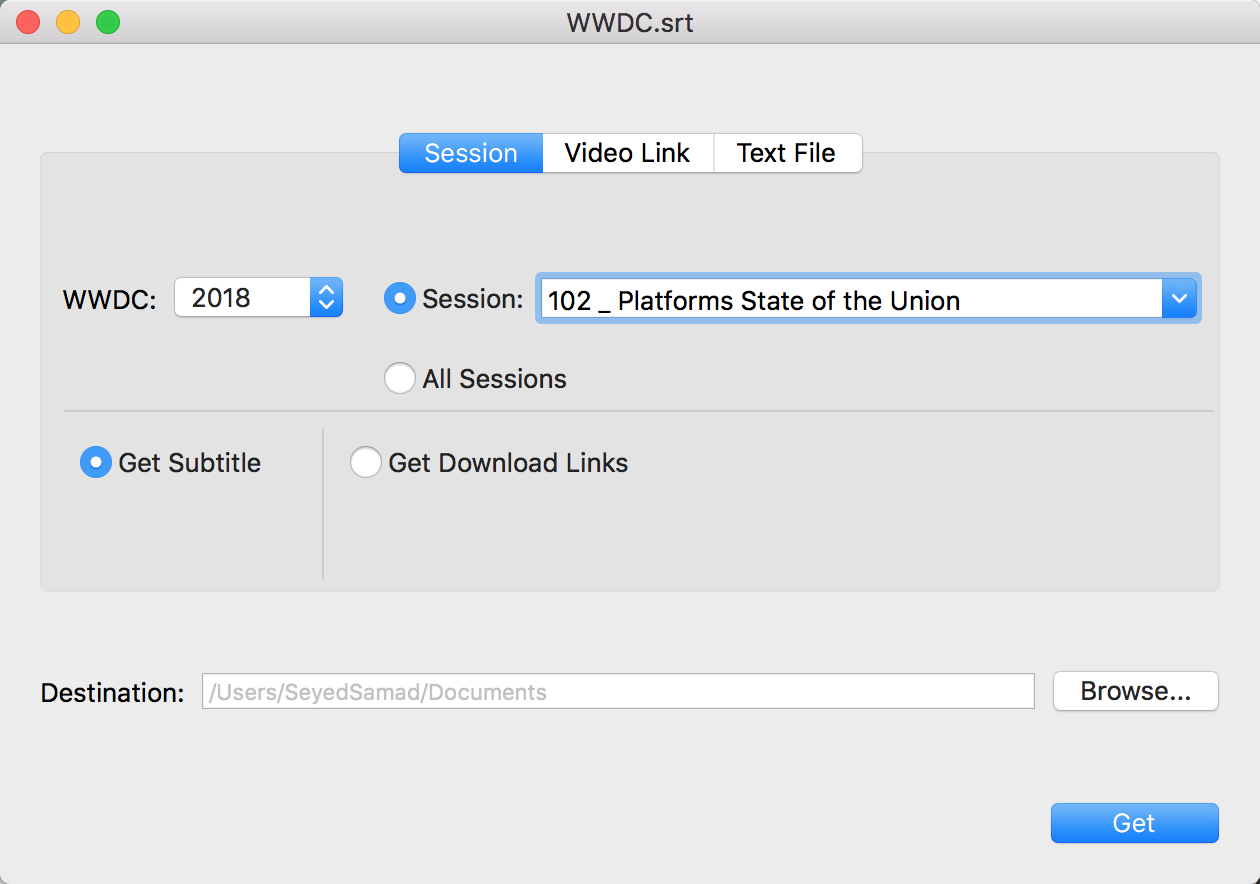 WWDC.srt
Session Video Link Text File
WWDC: 2018 Session: 102 _ Platforms State of the Union
All Sessions
Get Subtitle Get Download Links
Destination: /Users/SeyedSamad/Documents Browse...
Get